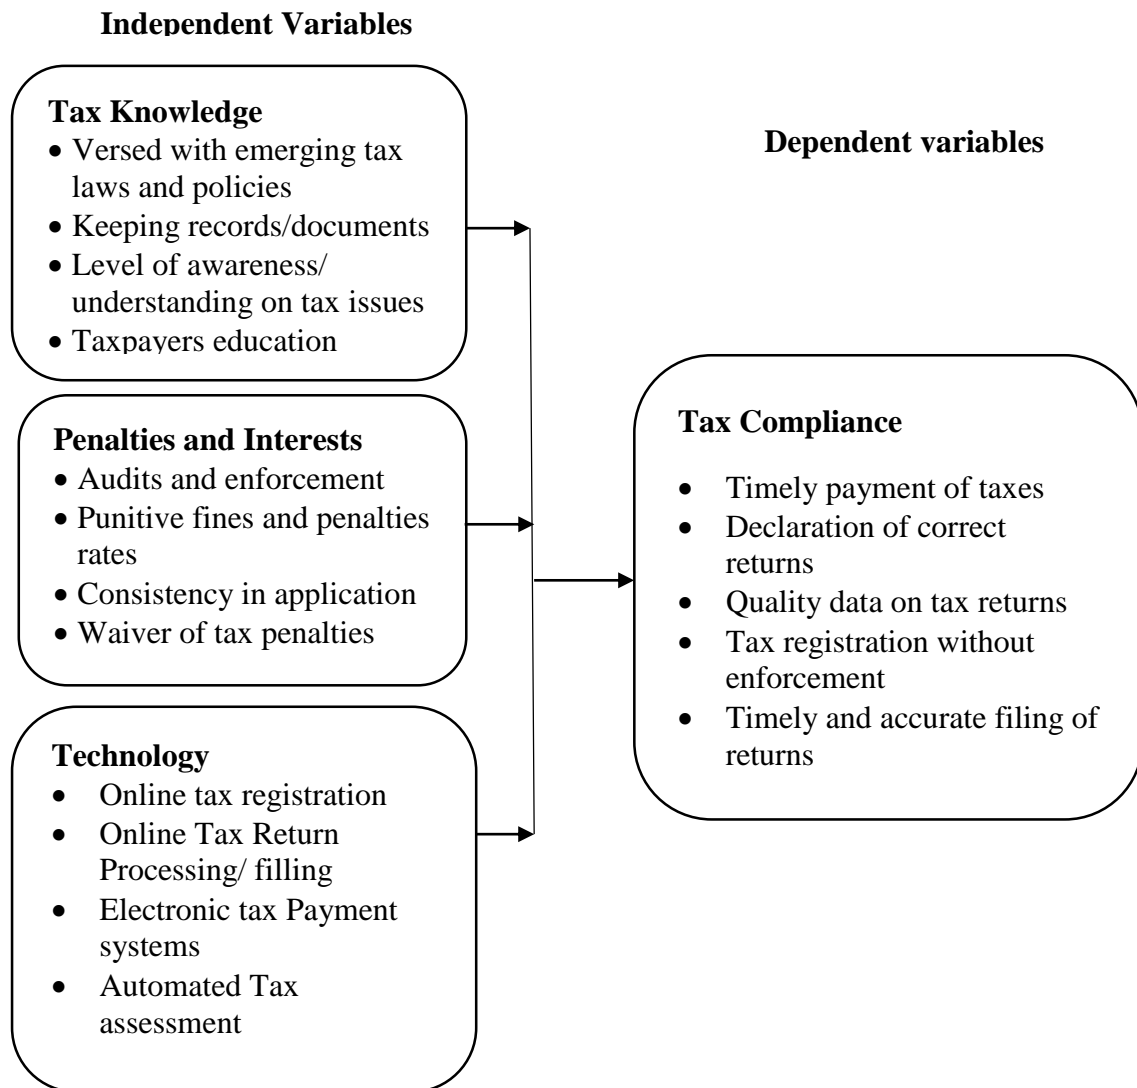 Independent Variables
Tax Knowledge
• Versed with emerging tax
laws and policies
• Keeping records/documents
• Level of awareness/
understanding on tax issues
• Taxpayers education
Penalties and Interests
• Audits and enforcement
• Punitive fines and penalties
rates
• Consistency in application
• Waiver of tax penalties
Technology
• Online tax registration
• Online Tax Return
Processing/ filling
• Electronic tax Payment
systems
• Automated Tax
assessment
Dependent variables
Tax Compliance
• Timely payment of taxes
• Declaration of correct
returns
• Quality data on tax returns
• Tax registration without
enforcement
• Timely and accurate filing of
returns